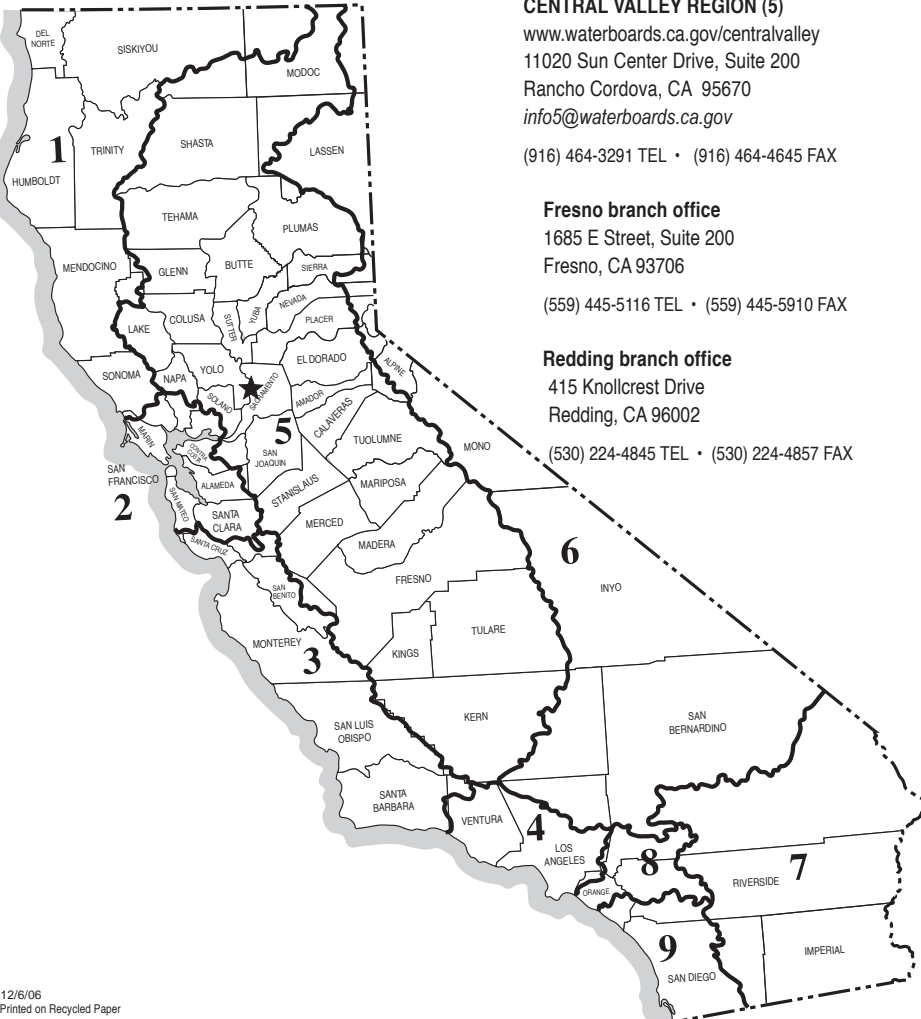 CENTRAL VALLEY REGION (5)
www.waterboards.ca.gov/centralvalley
11020 Sun Center Drive, Suite 200
Rancho Cordova, CA 95670
info5@waterboards.ca.gov
(916) 464-3291 TEL • (916) 464-4645 FAX
Fresno branch office
1685 E Street, Suite 200
Fresno, CA 93706
(559) 445-5116 TEL • (559) 445-5910 FAX
Redding branch office
415 Knollcrest Drive
Redding, CA 96002
(530) 224-4845 TEL • (530) 224-4857 FAX
DEL
NORTE
SISKIYOU
MODOC
1
TRINITY
SHASTA
LASSEN
HUMBOLDT
TEHAMA
PLUMAS
MENDOCINO
GLENN
BUTTE
SIERRA
LAKE
COLUSA
SUTTER
YUBA
NEVADA
PLACER
SONOMA
NAPA
YOLO
EL DORADO
ALPINE
SOLANO
SACRAMENTO
AMADOR
CALAVERAS
5
MARIN
CONTRA
COSTA
SAN
JOAQUIN
TUOLUMNE
MONO
SAN
FRANCISCO
2
ALAMEDA
STANISLAUS
MARIPOSA
SAN MATEO
SANTA
CLARA
MERCED
SANTA CRUZ
MADERA
6
SAN
BENITO
FRESNO
INYO
MONTEREY
3
KINGS
TULARE
SAN LUIS
OBISPO
KERN
SAN
BERNARDINO
SANTA
BARBARA
VENTURA
4
LOS
ANGELES
8
ORANGE
RIVERSIDE
7
9
SAN DIEGO
IMPERIAL
12/6/06
Printed on Recycled Paper